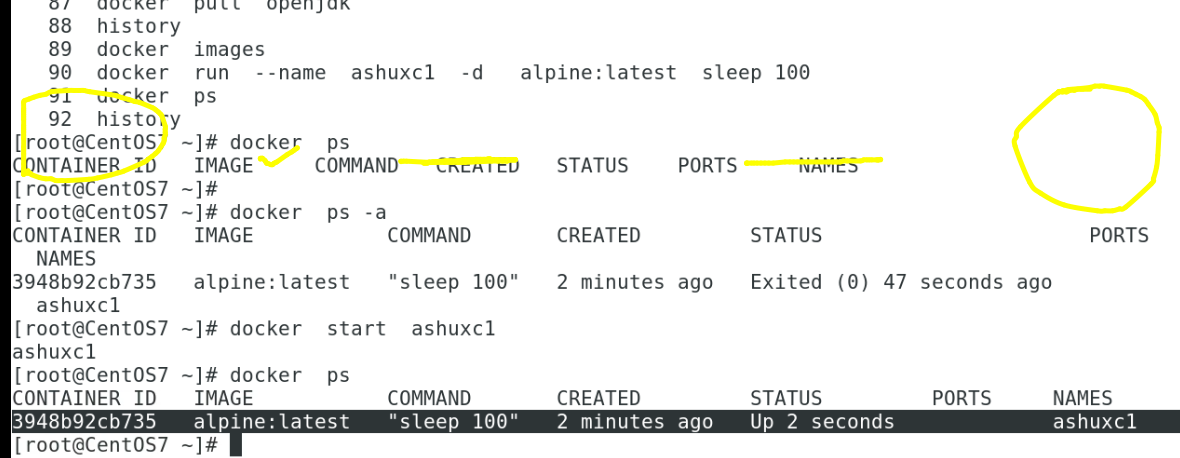 87  docker  pull  openjdk
88  history
89  docker  images
90  docker  run  --name  ashuxc1  -d   alpine:latest  sleep 100
91  docker  ps
92  history
[root@CentOS7 ~]# docker  ps
CONTAINER ID   IMAGE     COMMAND   CREATED   STATUS    PORTS     NAMES
[root@CentOS7 ~]#
[root@CentOS7 ~]# docker  ps -a
CONTAINER ID   IMAGE           COMMAND       CREATED         STATUS                      PORTS
  NAMES
3948b92cb735   alpine:latest   "sleep 100"   2 minutes ago   Exited (0) 47 seconds ago
  ashuxc1
[root@CentOS7 ~]# docker  start  ashuxc1
ashuxc1
[root@CentOS7 ~]# docker  ps
CONTAINER ID   IMAGE           COMMAND       CREATED         STATUS         PORTS     NAMES
3948b92cb735   alpine:latest   "sleep 100"   2 minutes ago   Up 2 seconds             ashuxc1
[root@CentOS7 ~]#